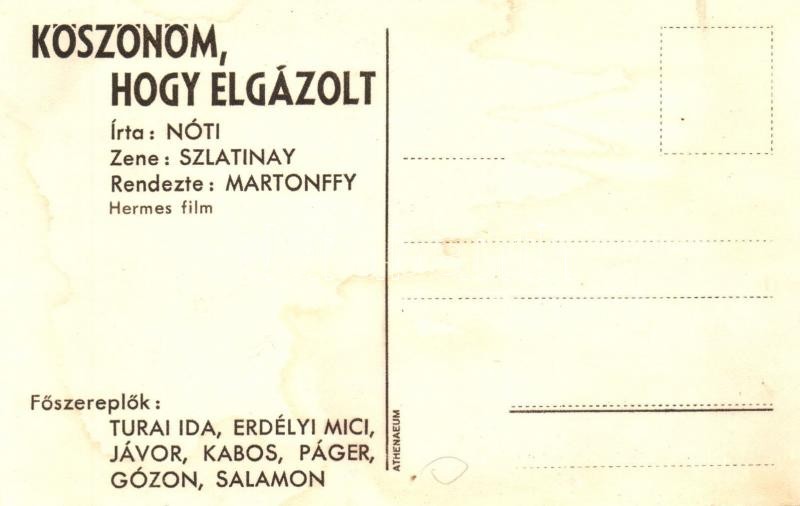 KÖSZÖNÖM,
HOGY ELGÁZOLT
Írta: NÓTI
Zene: SZLATINAY
Rendezte: MARTONFFY
Hermes film
Főszereplők:
TURAI IDA, ERDÉLYI MICI,
JÁVOR, KABOS, PÁGER,
GÓZON, SALAMON
ATHENAEUM